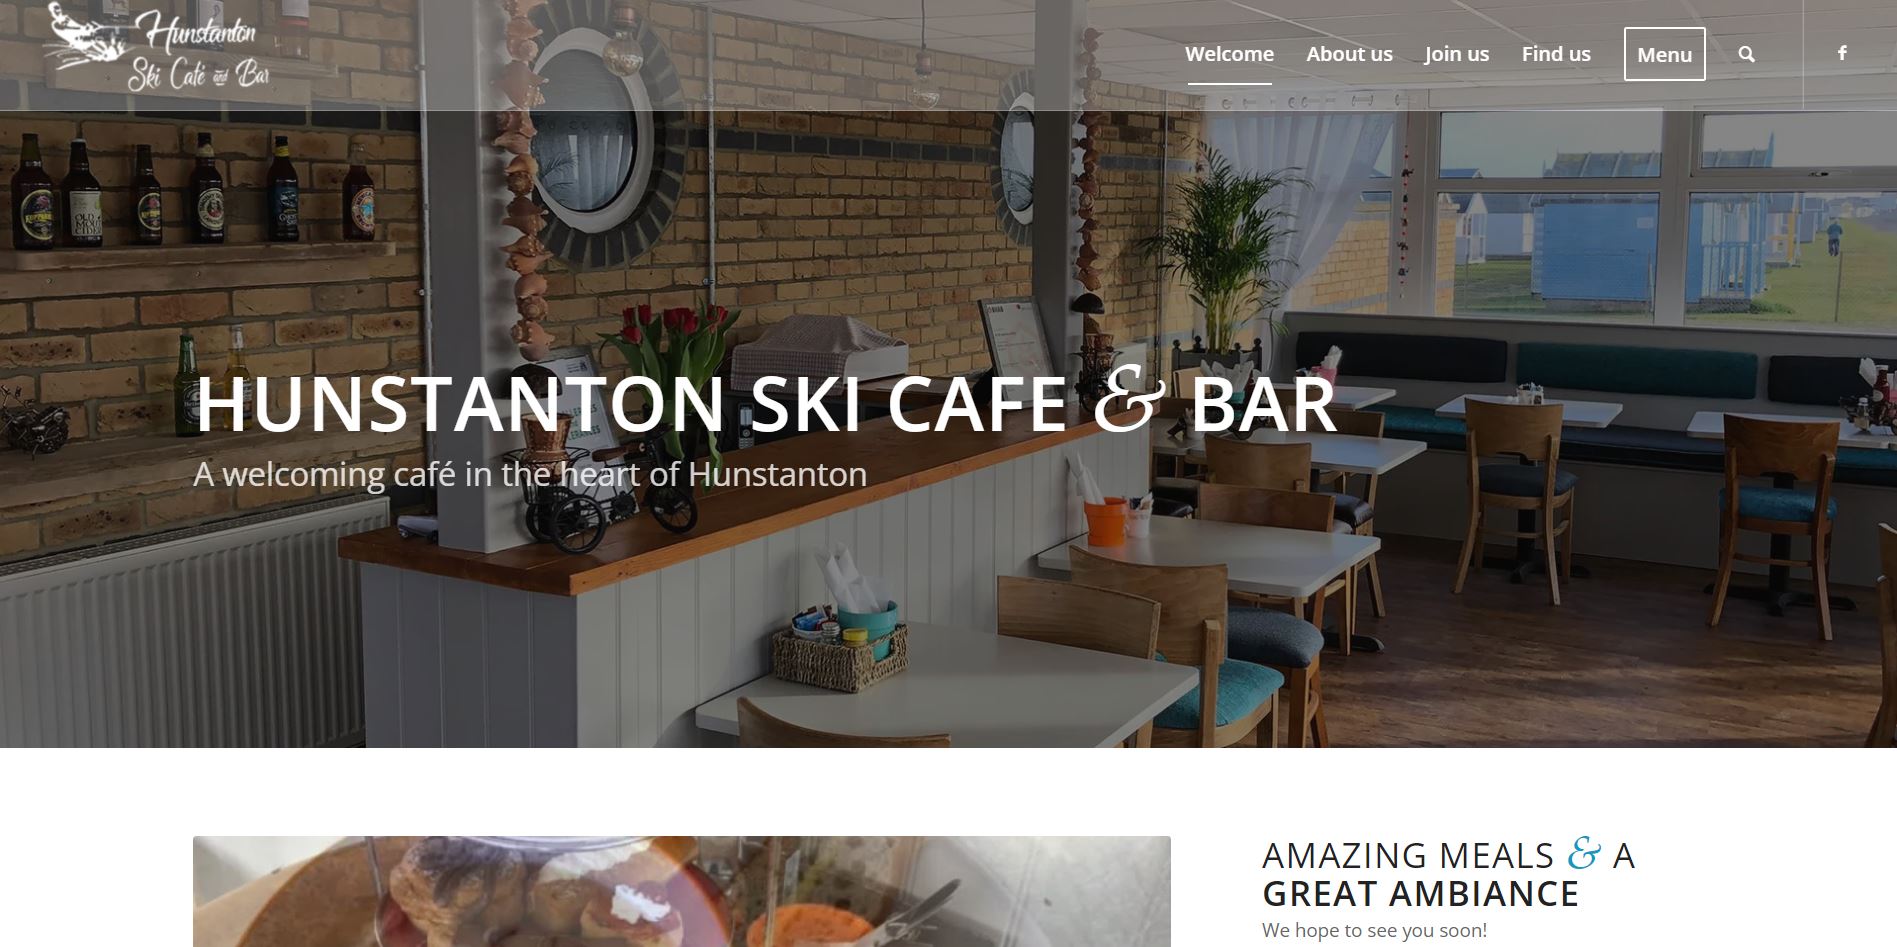 Hunstanton
Ski Café and Bar
Welcome
About us
Join us
Find us
Menu
f
OLD
HUNSTANTON SKI CAFE & BAR
A welcoming café in the heart of Hunstanton
AMAZING MEALS & A
GREAT AMBIANCE
We hope to see you soon!